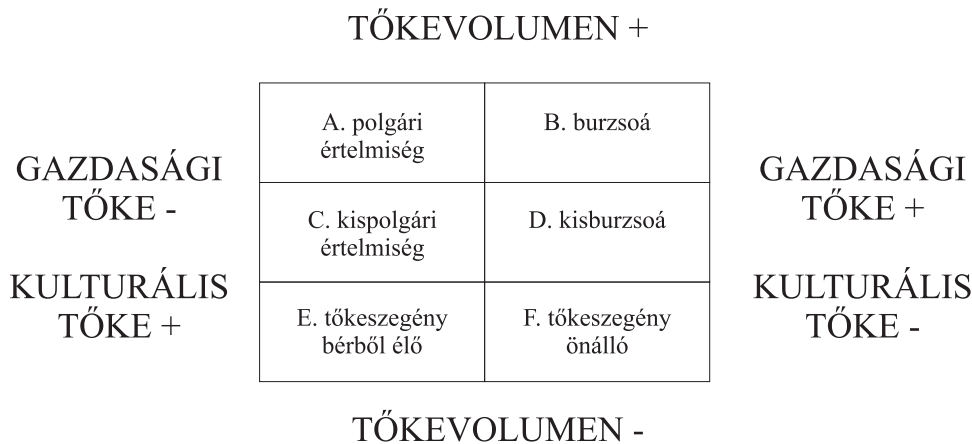 TŐKEVOLUMEN +
GAZDASÁGI
TŐKE -
KULTURÁLIS
TŐKE +
A. polgári
értelmiség
B. burzsoá
C. kispolgári
értelmiség
D. kisburzsoá
E. tőkeszegény
bérből élő
F. tőkeszegény
önálló
GAZDASÁGI
TŐKE +
KULTURÁLIS
TŐKE -
TŐKEVOLUMEN -